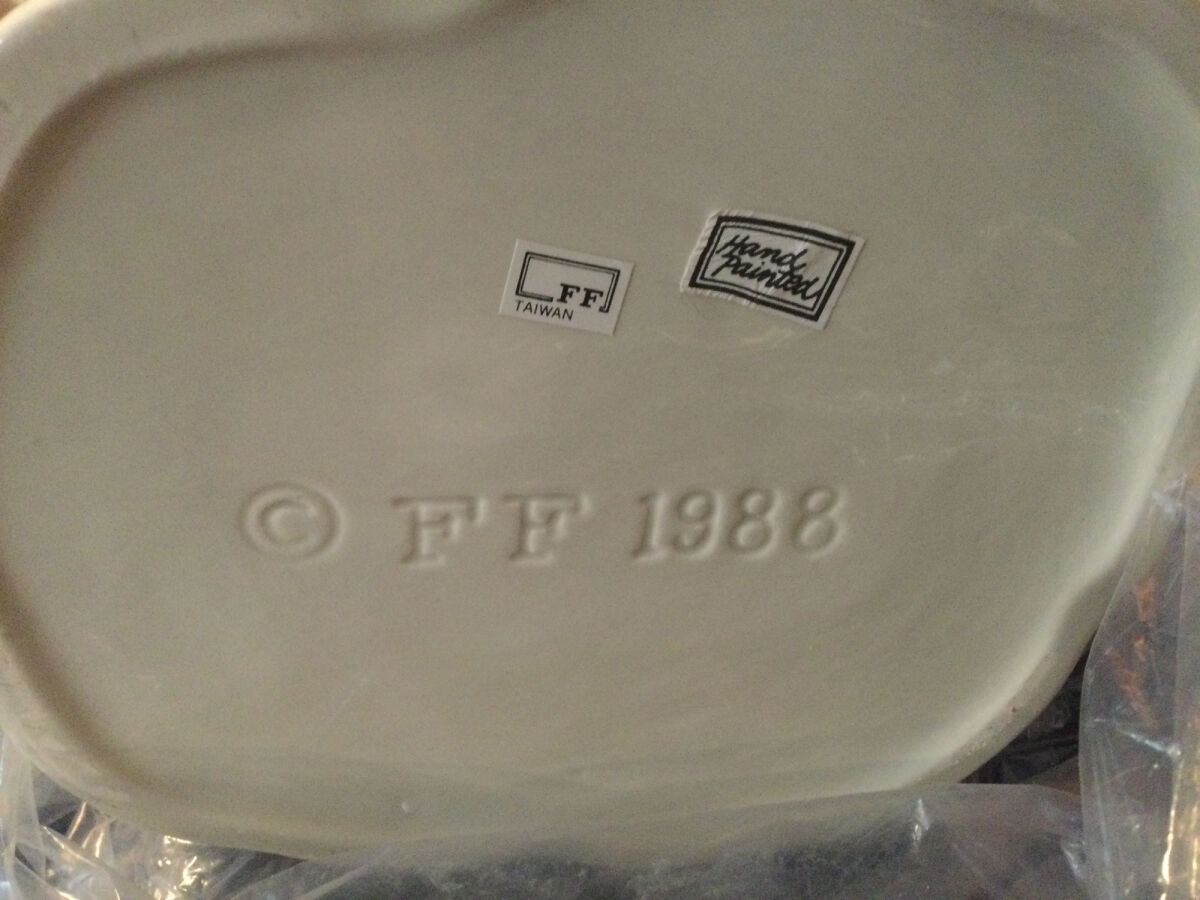 FF
TAIWAN
Hand
Painted
© FF 1988